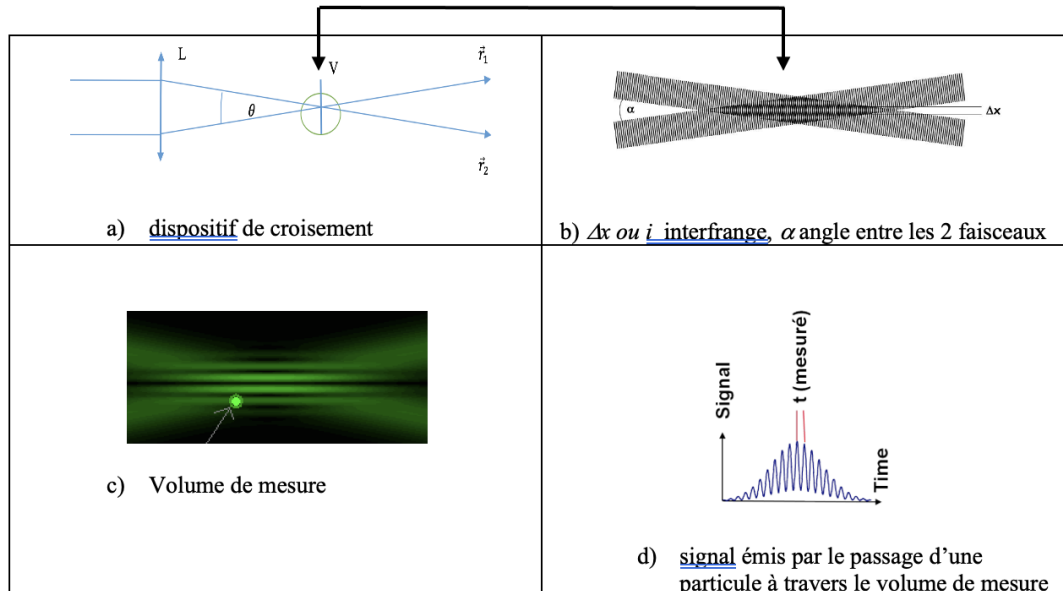 L
V
r⃗₁
θ
r⃗₂
a) dispositif de croisement
α
Δx
b) Δx ou i interfrange, α angle entre les 2 faisceaux
c) Volume de mesure
Signal
t (mesuré)
Time
d) signal émis par le passage d’une
particule à travers le volume de mesure